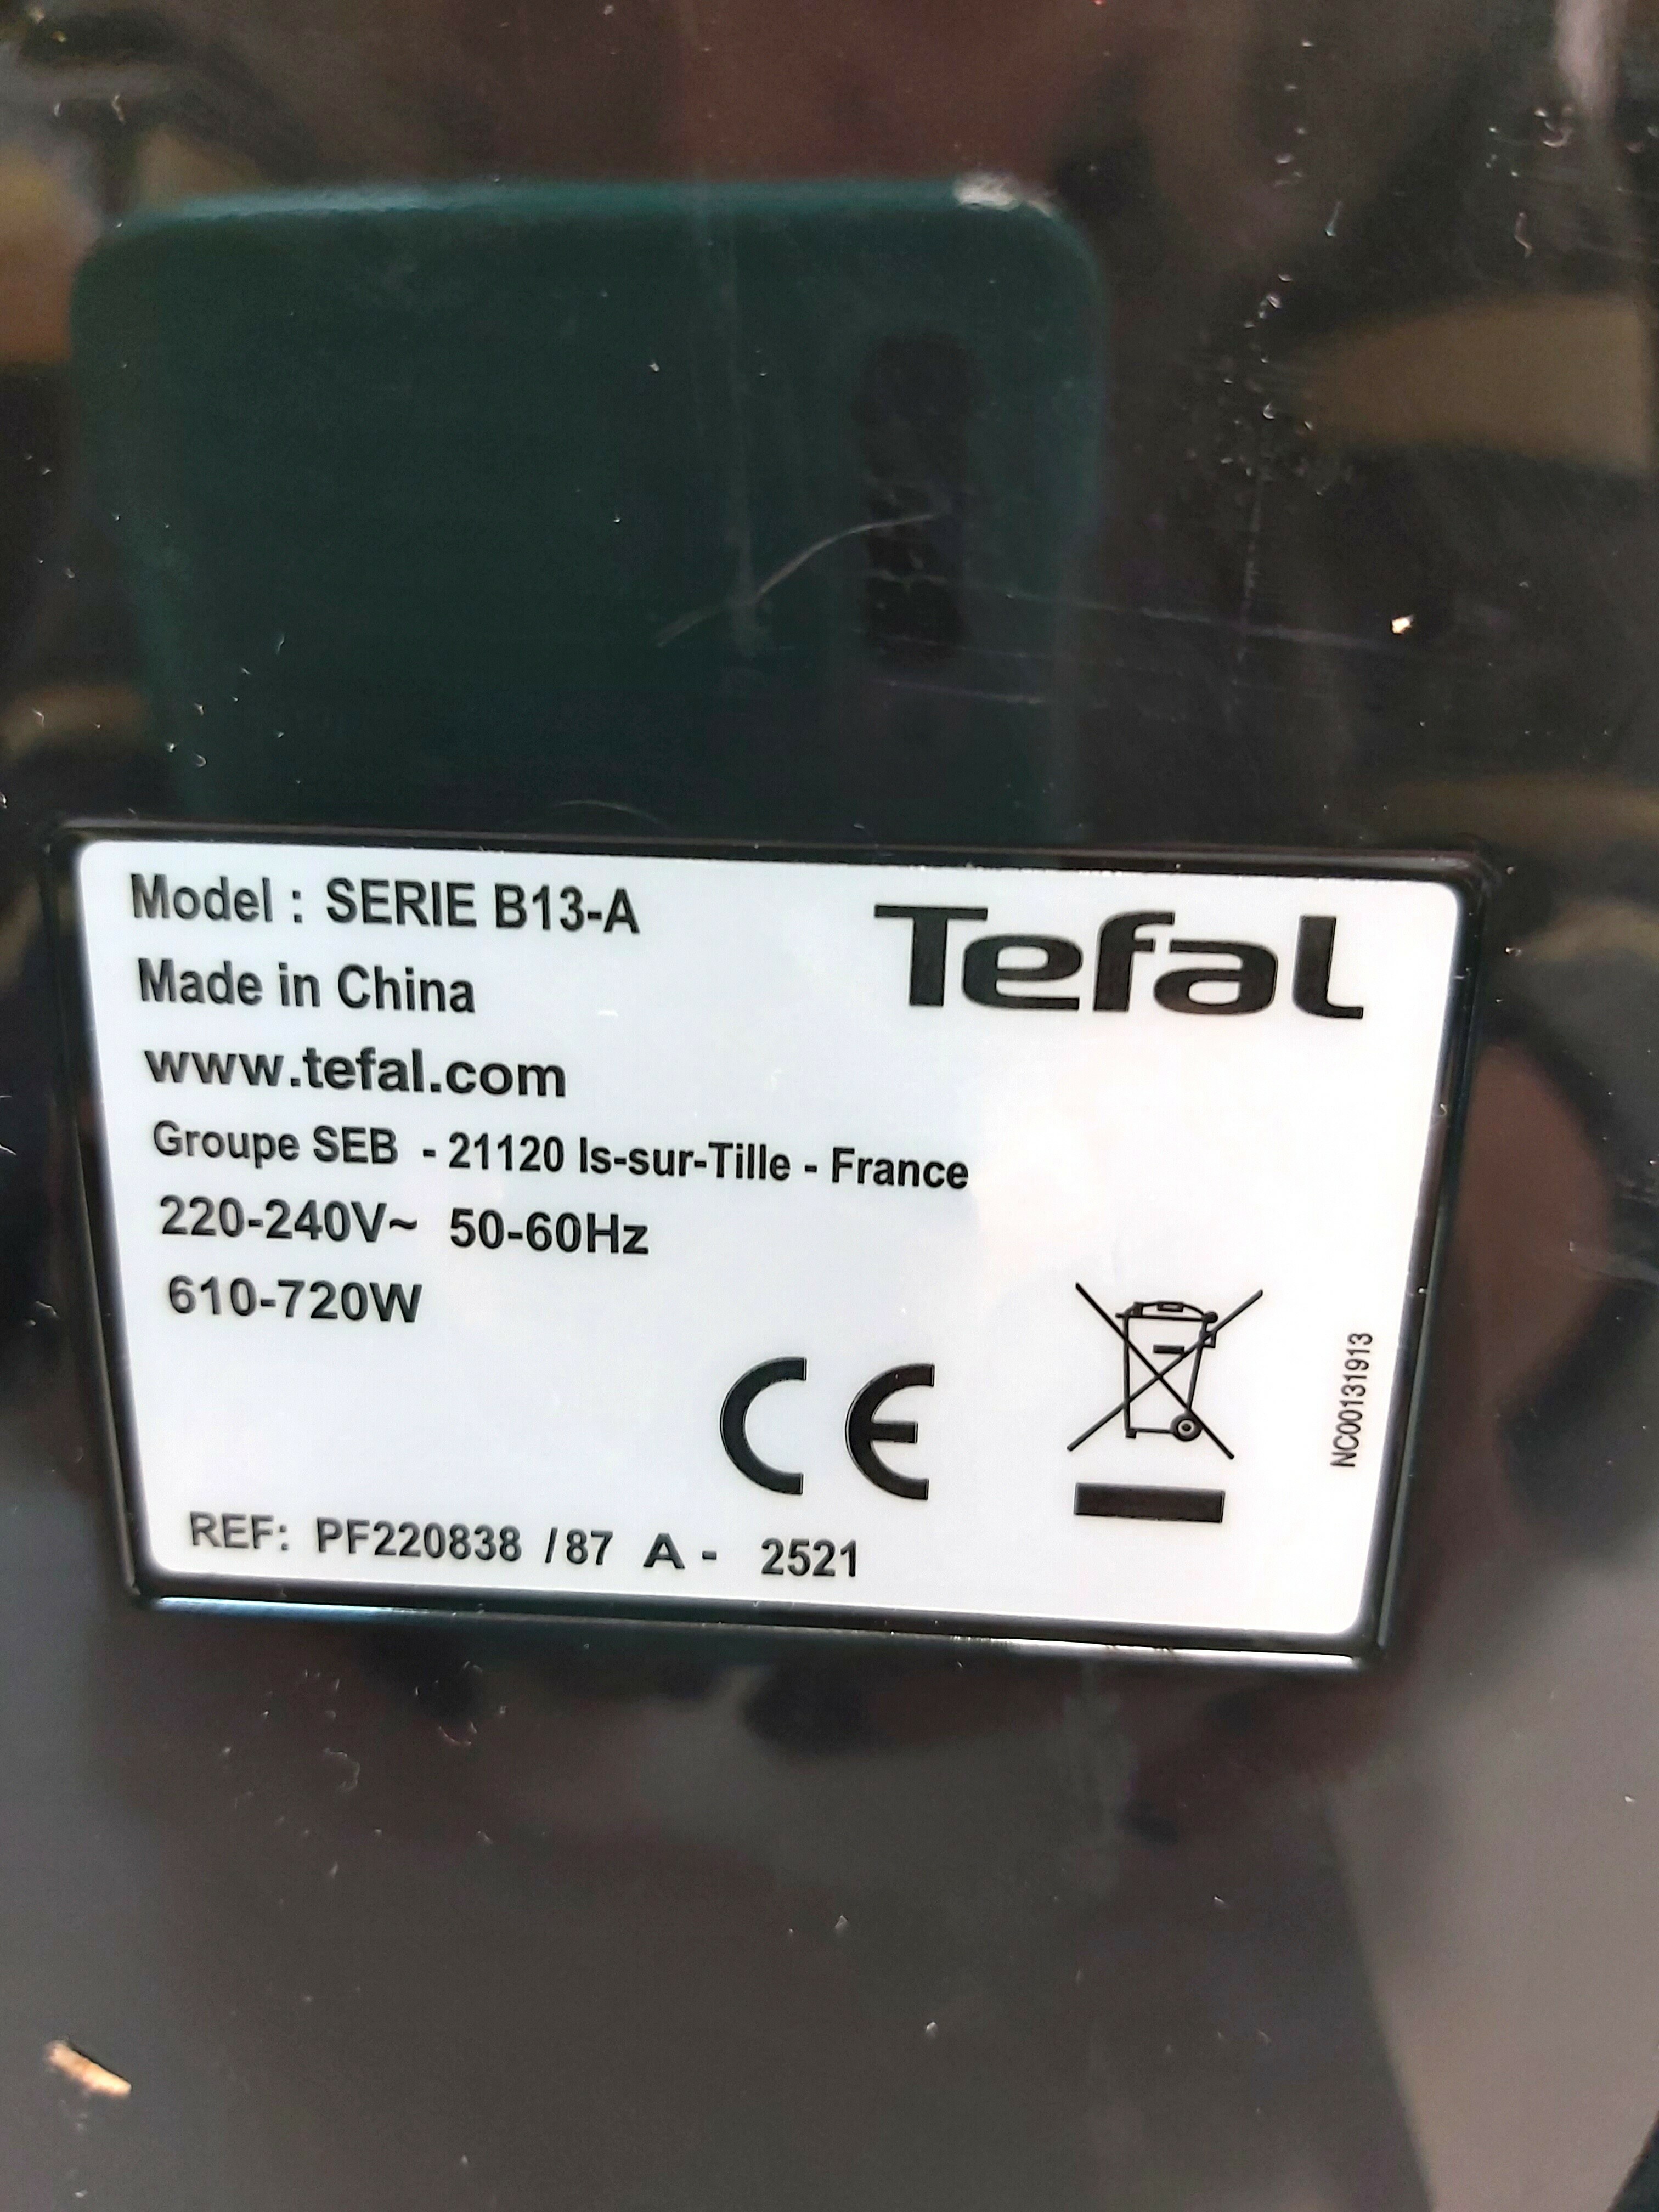 Model : SERIE B13-A
Tefal
Made in China
www.tefal.com
Groupe SEB - 21120 Is-sur-Tille - France
220-240V~ 50-60Hz
610-720W
CE
NC00131913
REF: PF220838 /87 A - 2521